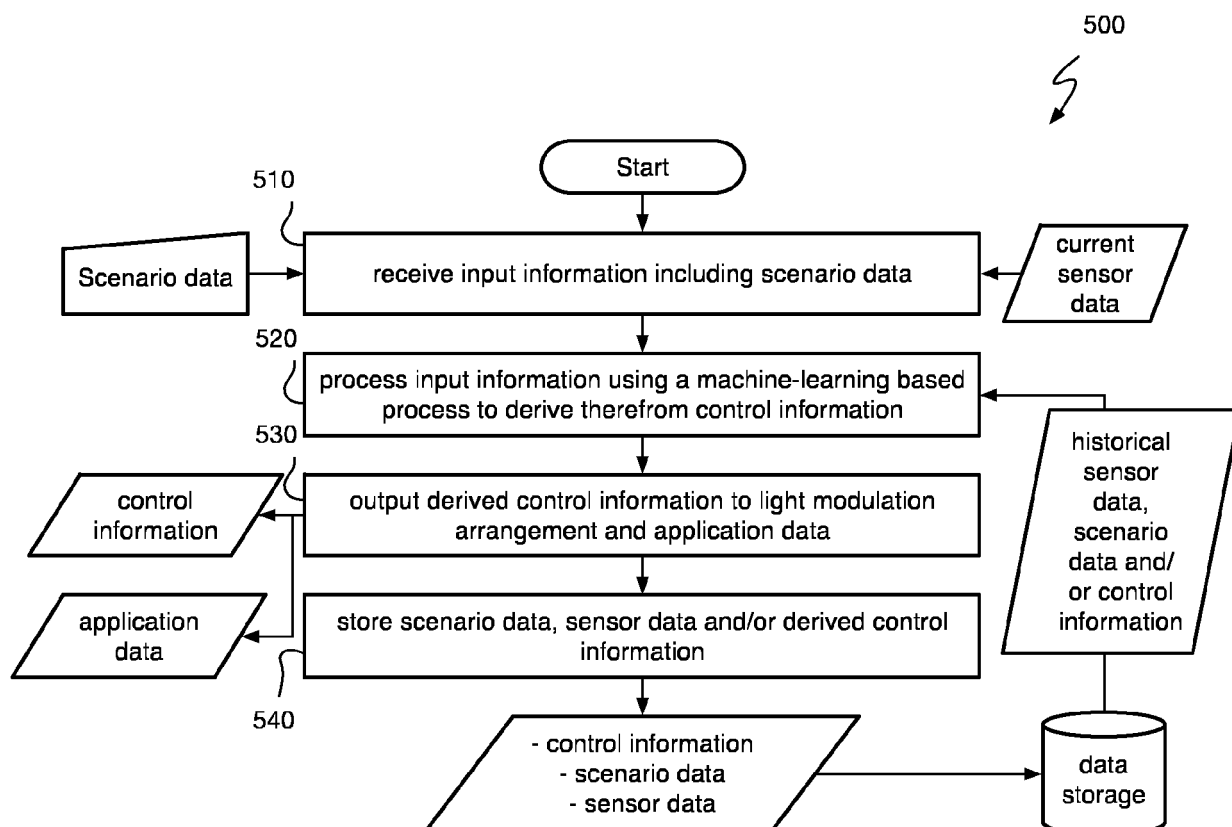 500
Start
510
Scenario data
receive input information including scenario data
current
sensor
data
520
process input information using a machine-learning based
process to derive therefrom control information
530
historical
sensor
data,
scenario
data and/
or control
information
control
information
output derived control information to light modulation
arrangement and application data
application
data
store scenario data, sensor data and/or derived control
information
540
- control information
- scenario data
- sensor data
data
storage